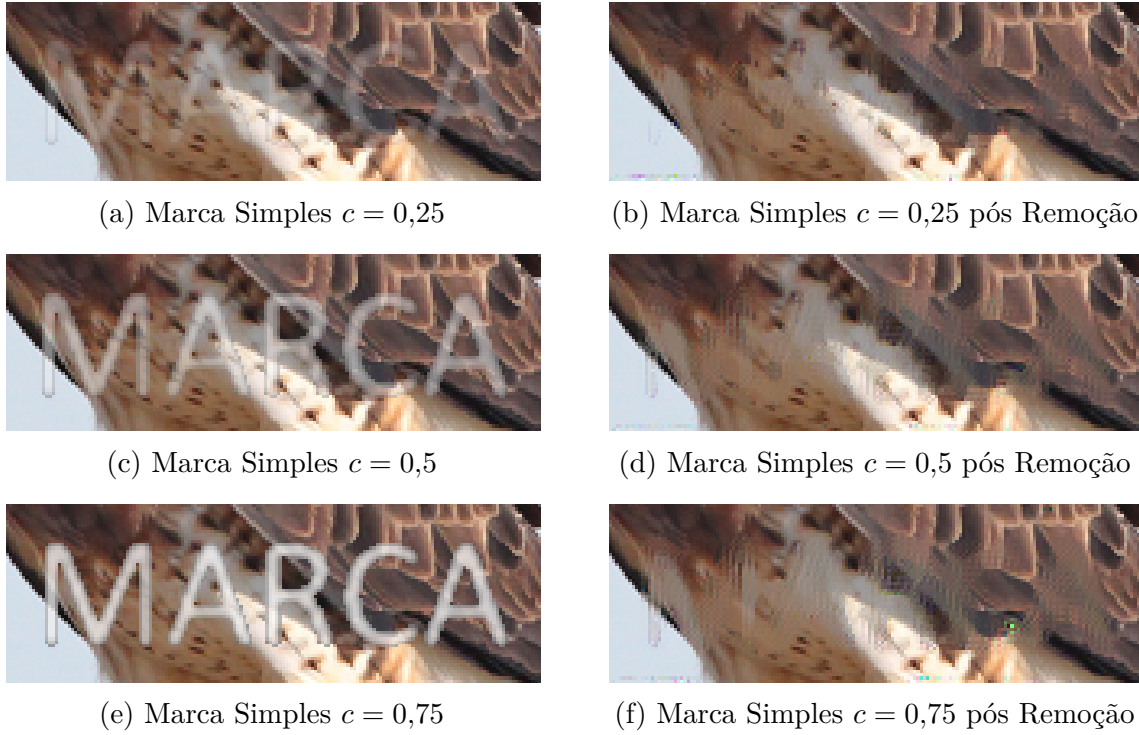 MARCA
(a) Marca Simples c = 0,25
(b) Marca Simples c = 0,25 pós Remoção
MARCA
(c) Marca Simples c = 0,5
(d) Marca Simples c = 0,5 pós Remoção
MARCA
(e) Marca Simples c = 0,75
(f) Marca Simples c = 0,75 pós Remoção